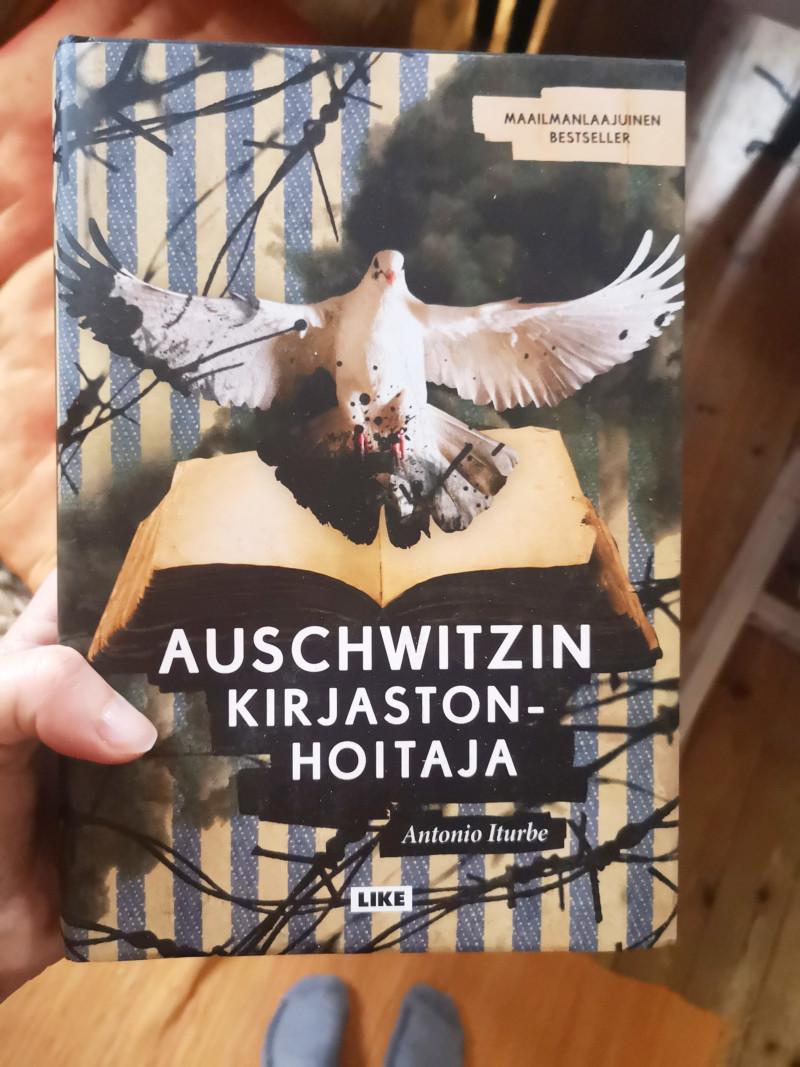 MAAILMANLAAJUINEN
BESTSELLER
AUSCHWITZIN
KIRJASTON-
HOITAJA
Antonio Iturbe
LIKE